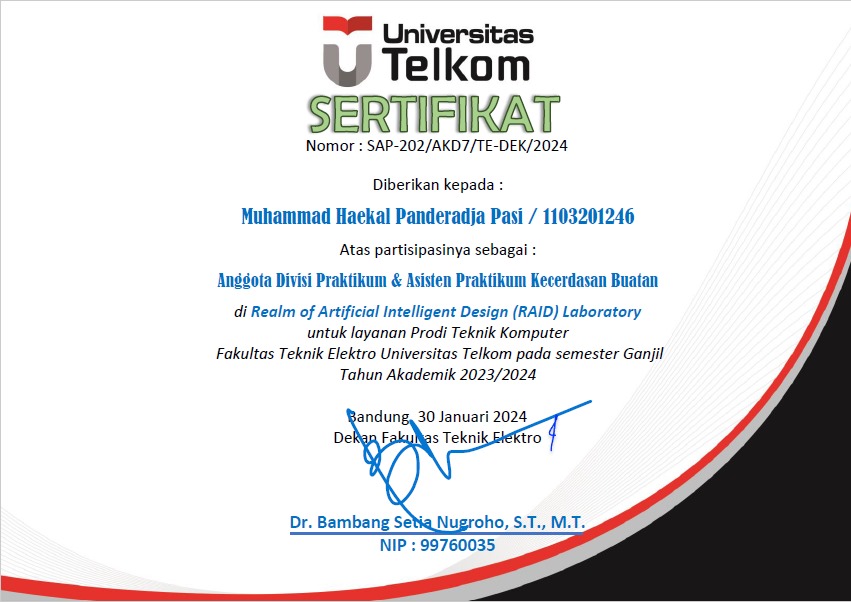 Universitas
Telkom
SERTIFIKAT
Nomor : SAP-202/AKD7/TE-DEK/2024
Diberikan kepada :
Muhammad Haekal Panderadja Pasi / 1103201246
Atas partisipasinya sebagai :
Anggota Divisi Praktikum & Asisten Praktikum Kecerdasan Buatan
di Realm of Artificial Intelligent Design (RAID) Laboratory
untuk layanan Prodi Teknik Komputer
Fakultas Teknik Elektro Universitas Telkom pada semester Ganjil
Tahun Akademik 2023/2024
Bandung, 30 Januari 2024
Dekan Fakultas Teknik Elektro
Dr. Bambang Setia Nugroho, S.T., M.T.
NIP : 99760035